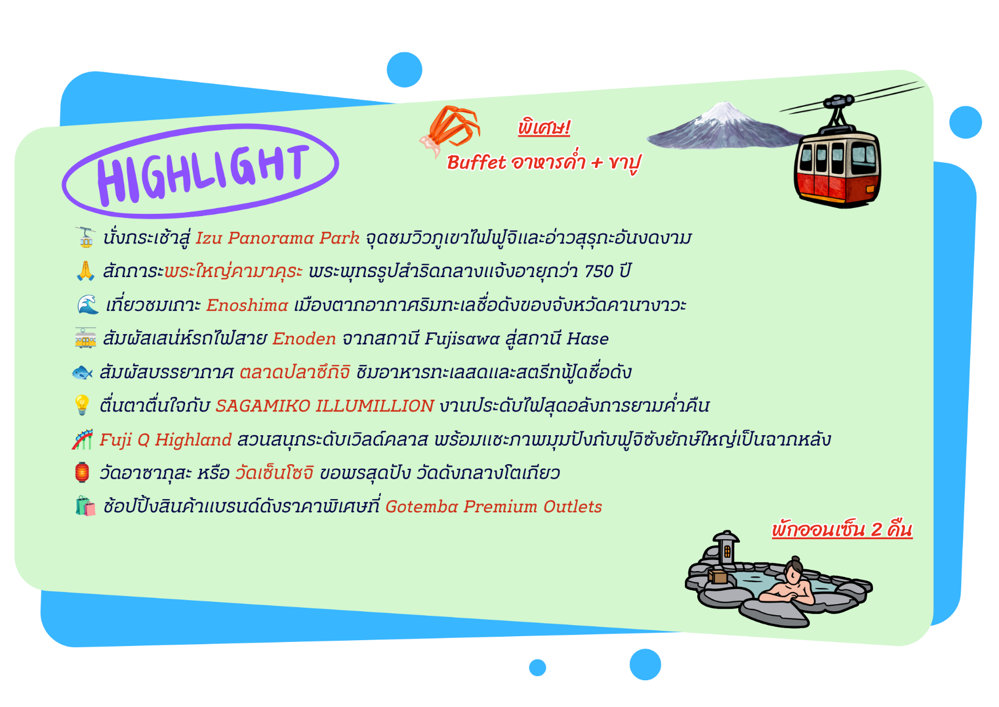 HIGHLIGHT
พิเศษ!
Buffet อาหารค่ำ + ขาปู
นั่งกระเช้าสู่ Izu Panorama Park จุดชมวิวภูเขาไฟฟูจิและอ่าวสุรุกะอันงดงาม
สักการะพระใหญ่คามาคุระ พระพุทธรูปสำริดกลางแจ้งอายุกว่า 750 ปี
เที่ยวชมเกาะ Enoshima เมืองตากอากาศริมทะเลชื่อดังของจังหวัดคานางาวะ
สัมผัสเสน่ห์รถไฟสาย Enoden จากสถานี Fujisawa สู่สถานี Hase
สัมผัสบรรยากาศ ตลาดปลาซึกิจิ ชิมอาหารทะเลสดและสตรีทฟู้ดชื่อดัง
ตื่นตาตื่นใจกับ SAGAMIKO ILLUMILLION งานประดับไฟสุดอลังการยามค่ำคืน
Fuji Q Highland สวนสนุกระดับเวิลด์คลาส พร้อมแชะภาพมุมปังกับฟูจิซังยักษ์ใหญ่เป็นฉากหลัง
วัดอาซากุสะ หรือ วัดเซ็นโซจิ ขอพรสุดปัง วัดดังกลางโตเกียว
ช้อปปิ้งสินค้าแบรนด์ดังราคาพิเศษที่ Gotemba Premium Outlets
พักออนเซ็น 2 คืน